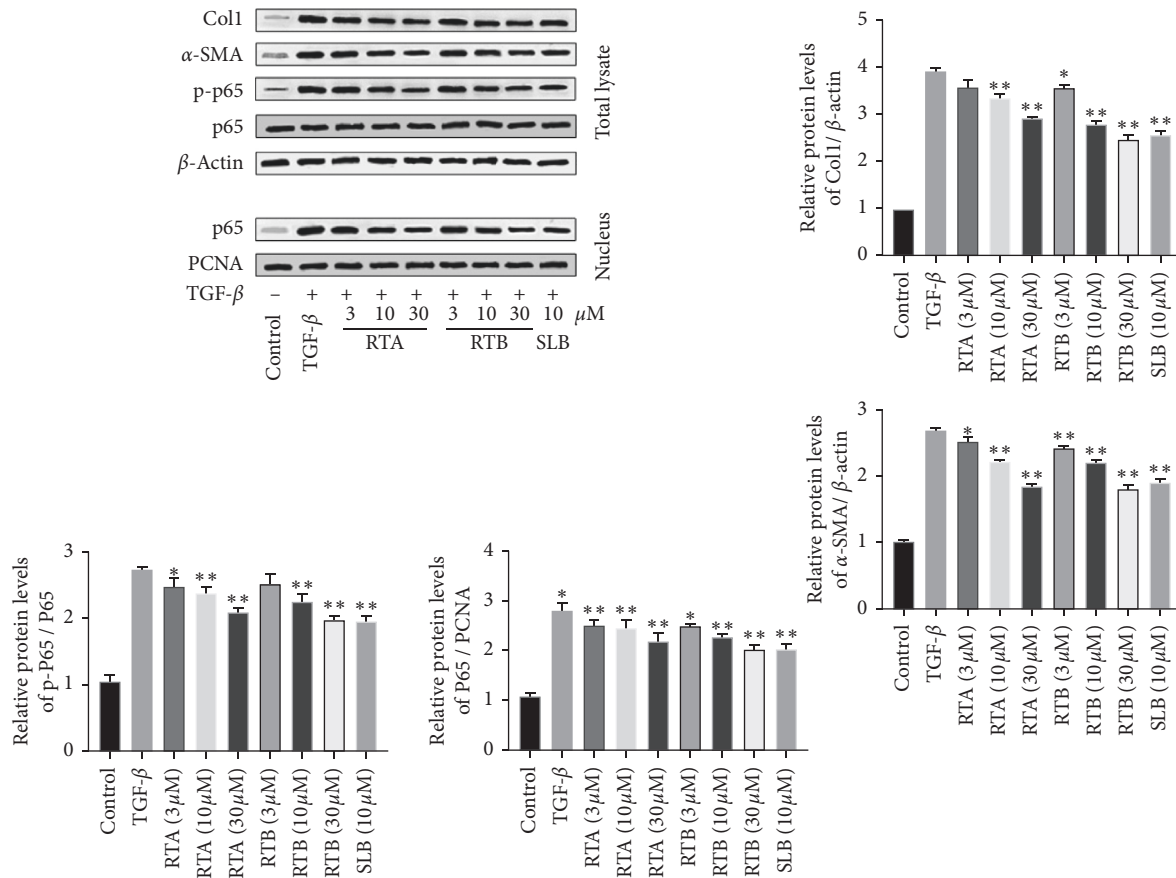 Col1
α-SMA
p-p65
p65
β-Actin
Total lysate
p65
PCNA
Nucleus
TGF-β – + + + + + + + +
3 10 30 3 10 30 10 μM
Control
TGF-β
RTA RTB SLB
Relative protein levels
of Col1/ β-actin
5
4
3
2
1
0
** ** * ** ** **
Control
TGF-β
RTA (3 μM)
RTA (10 μM)
RTA (30 μM)
RTB (3 μM)
RTB (10 μM)
RTB (30 μM)
SLB (10 μM)
Relative protein levels
of α-SMA/ β-actin
3
2
1
0
* ** ** ** ** ** **
Control
TGF-β
RTA (3 μM)
RTA (10 μM)
RTA (30 μM)
RTB (3 μM)
RTB (10 μM)
RTB (30 μM)
SLB (10 μM)
Relative protein levels
of p-P65 / P65
3
2
1
0
* ** ** ** ** **
Control
TGF-β
RTA (3 μM)
RTA (10 μM)
RTA (30 μM)
RTB (3 μM)
RTB (10 μM)
RTB (30 μM)
SLB (10 μM)
Relative protein levels
of P65 / PCNA
4
3
2
1
0
* ** ** ** * ** ** **
Control
TGF-β
RTA (3 μM)
RTA (10 μM)
RTA (30 μM)
RTB (3 μM)
RTB (10 μM)
RTB (30 μM)
SLB (10 μM)